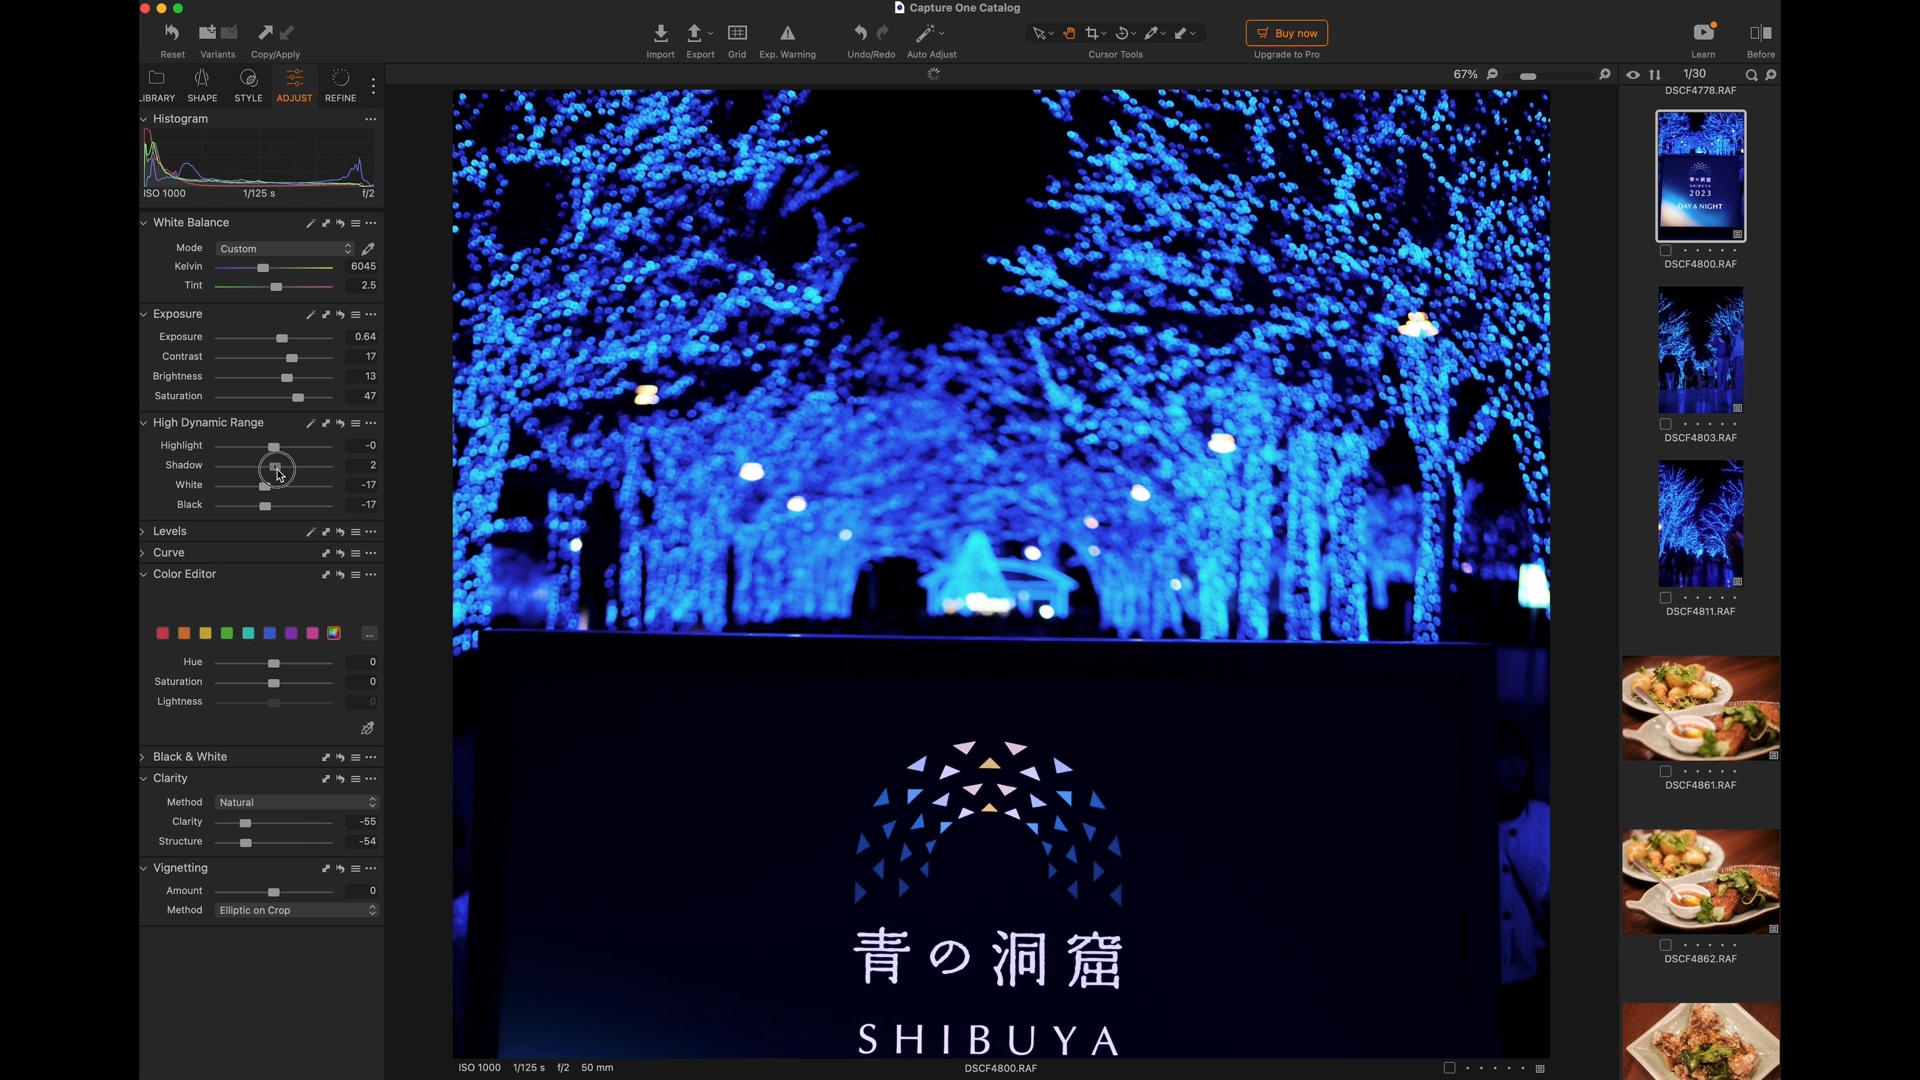 Capture One Catalog
Reset
Variants
Copy/Apply
Import
Export
Grid
Exp. Warning
Undo/Redo
Auto Adjust
Cursor Tools
Buy now
Upgrade to Pro
Learn
Before
LIBRARY
SHAPE
STYLE
ADJUST
REFINE
67%
1/30
Histogram
ISO 1000 1/125 s f/2
White Balance
Mode Custom
Kelvin 6045
Tint 2.5
Exposure
Exposure 0.64
Contrast 17
Brightness 13
Saturation 47
High Dynamic Range
Highlight -0
Shadow 2
White -17
Black -17
Levels
Curve
Color Editor
Hue 0
Saturation 0
Lightness 0
Black & White
Clarity
Method Natural
Clarity -55
Structure -54
Vignetting
Amount 0
Method Elliptic on Crop
青の洞窟
SHIBUYA
ISO 1000 1/125 s f/2 50 mm
DSCF4800.RAF
DSCF4778.RAF
青の洞窟
SHIBUYA
2023
DAY & NIGHT
DSCF4800.RAF
DSCF4803.RAF
DSCF4811.RAF
DSCF4861.RAF
DSCF4862.RAF